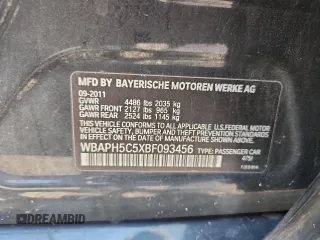 MFD BY BAYERISCHE MOTOREN WERKE AG
09-2011
GVWR 4486 lbs 2035 kg
GAWR FRONT 2127 lbs 965 kg
GAWR REAR 2524 lbs 1145 kg
THIS VEHICLE CONFORMS TO ALL APPLICABLE U.S. FEDERAL MOTOR
VEHICLE SAFETY, BUMPER, AND THEFT PREVENTION STANDARDS
IN EFFECT ON THE DATE OF MANUFACTURE SHOWN ABOVE.
WBAPH5C5XBF093456 TYPE: PASSENGER CAR
475/
DREAMBID